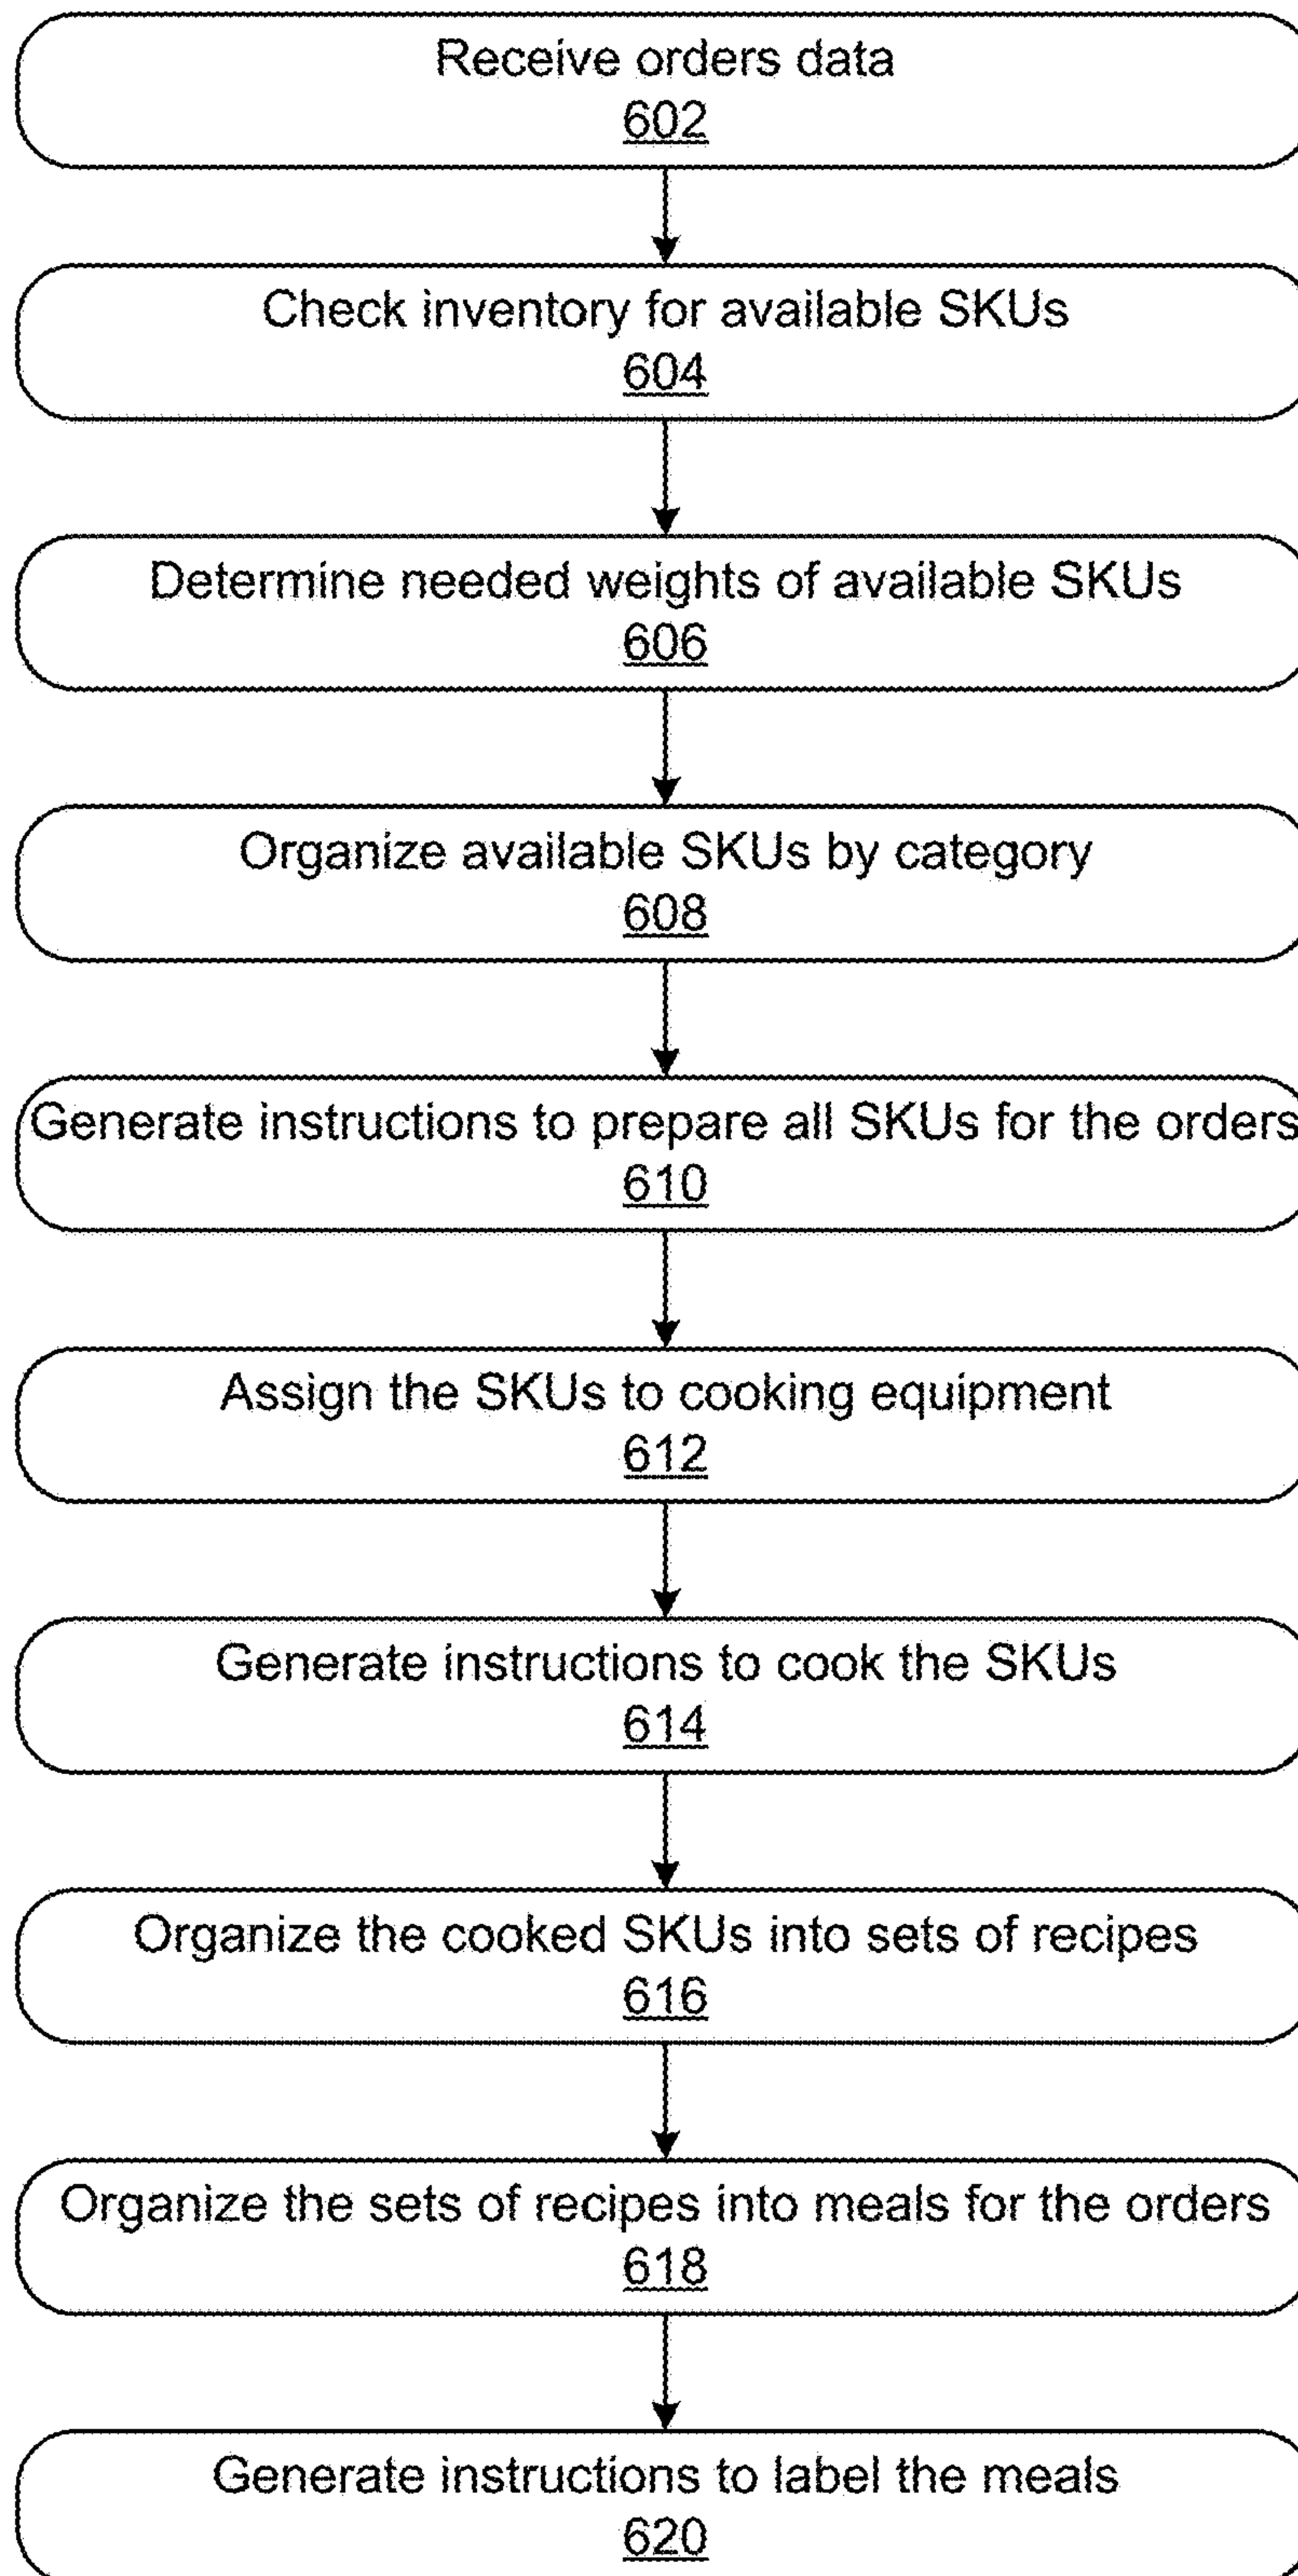 Receive orders data
602
Check inventory for available SKUs
604
Determine needed weights of available SKUs
606
Organize available SKUs by category
608
Generate instructions to prepare all SKUs for the orders
610
Assign the SKUs to cooking equipment
612
Generate instructions to cook the SKUs
614
Organize the cooked SKUs into sets of recipes
616
Organize the sets of recipes into meals for the orders
618
Generate instructions to label the meals
620